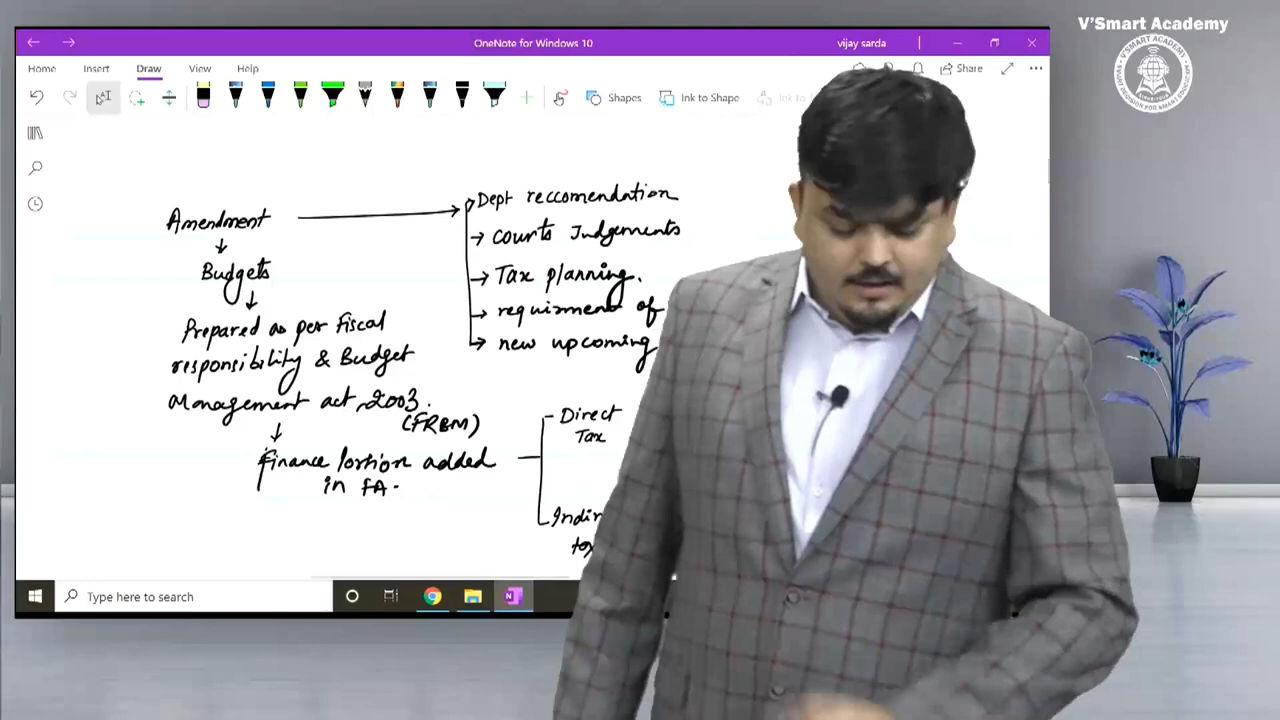 V'Smart Academy
OneNote for Windows 10
vijay sarda
Home Insert Draw View Help
Share
Shapes Ink to Shape
Amendment
Budgets
Prepared as per Fiscal
responsibility & Budget
Management act, 2003.
(FRBM)
Finance Portion added
in FA.
Dept reccomendation
Courts Judgements
Tax planning.
requirment of
new upcoming
Direct
Tax
Type here to search